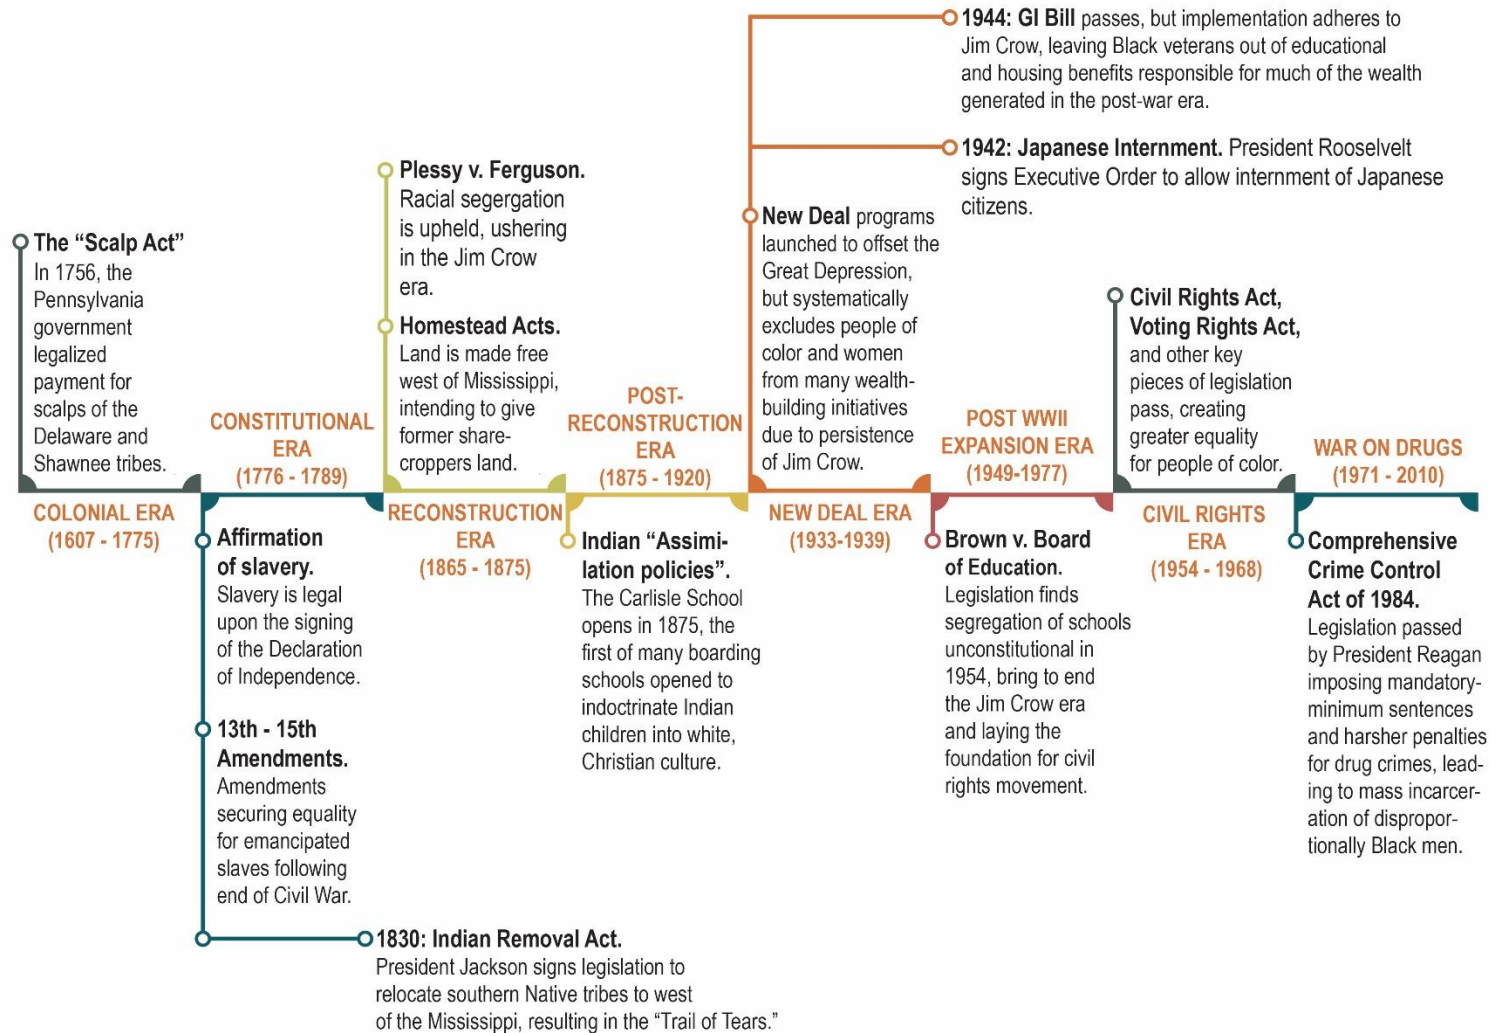 The “Scalp Act”
In 1756, the
Pennsylvania
government
legalized
payment for
scalps of the
Delaware and
Shawnee tribes.
COLONIAL ERA
(1607 - 1775)
CONSTITUTIONAL
ERA
(1776 - 1789)
Affirmation
of slavery.
Slavery is legal
upon the signing
of the Declaration
of Independence.
13th - 15th
Amendments.
Amendments
securing equality
for emancipated
slaves following
end of Civil War.
1830: Indian Removal Act.
President Jackson signs legislation to
relocate southern Native tribes to west
of the Mississippi, resulting in the “Trail of Tears.”
Plessy v. Ferguson.
Racial segergation
is upheld, ushering
in the Jim Crow
era.
Homestead Acts.
Land is made free
west of Mississippi,
intending to give
former share-
croppers land.
RECONSTRUCTION
ERA
(1865 - 1875)
POST-
RECONSTRUCTION
ERA
(1875 - 1920)
Indian “Assimi-
lation policies”.
The Carlisle School
opens in 1875, the
first of many boarding
schools opened to
indoctrinate Indian
children into white,
Christian culture.
1944: GI Bill passes, but implementation adheres to
Jim Crow, leaving Black veterans out of educational
and housing benefits responsible for much of the wealth
generated in the post-war era.
1942: Japanese Internment. President Rooselvelt
signs Executive Order to allow internment of Japanese
citizens.
New Deal programs
launched to offset the
Great Depression,
but systematically
excludes people of
color and women
from many wealth-
building initiatives
due to persistence
of Jim Crow.
NEW DEAL ERA
(1933-1939)
POST WWII
EXPANSION ERA
(1949-1977)
Brown v. Board
of Education.
Legislation finds
segregation of schools
unconstitutional in
1954, bring to end
the Jim Crow era
and laying the
foundation for civil
rights movement.
Civil Rights Act,
Voting Rights Act,
and other key
pieces of legislation
pass, creating
greater equality
for people of color.
CIVIL RIGHTS
ERA
(1954 - 1968)
WAR ON DRUGS
(1971 - 2010)
Comprehensive
Crime Control
Act of 1984.
Legislation passed
by President Reagan
imposing mandatory-
minimum sentences
and harsher penalties
for drug crimes, lead-
ing to mass incarcer-
ation of dispropor-
tionally Black men.